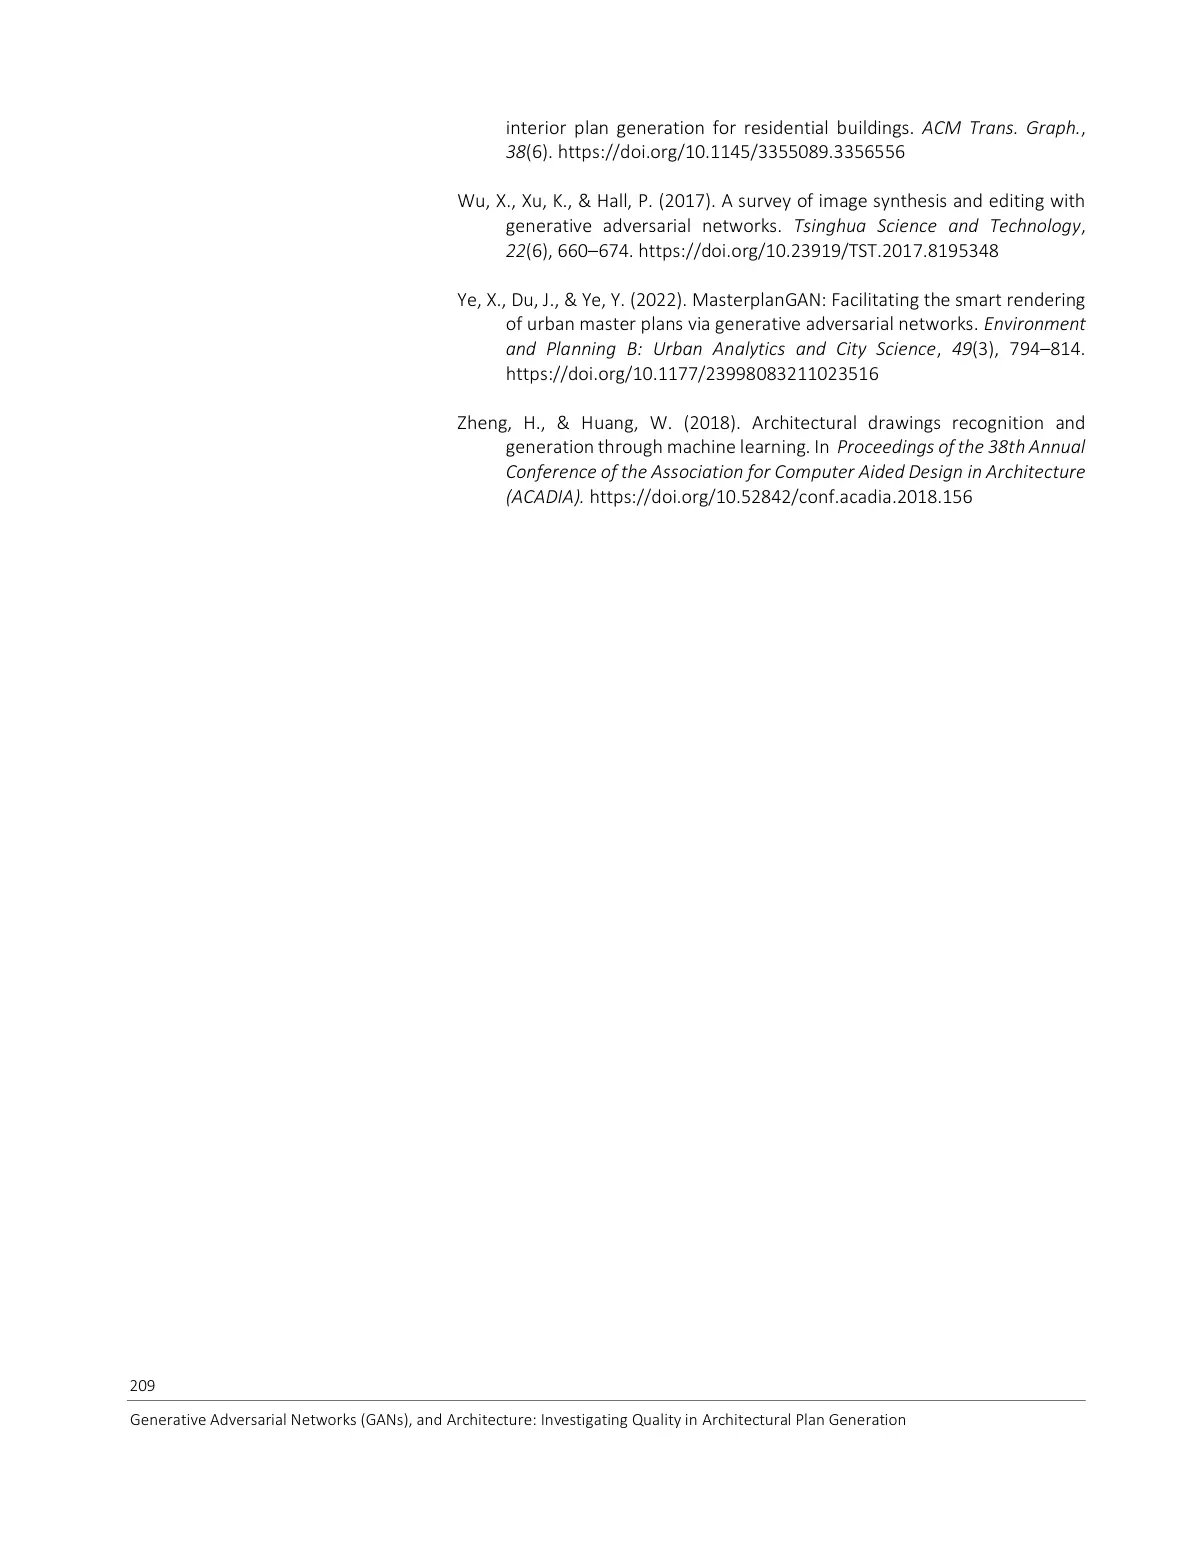 interior plan generation for residential buildings. ACM Trans. Graph.,
38(6). https://doi.org/10.1145/3355089.3356556
Wu, X., Xu, K., & Hall, P. (2017). A survey of image synthesis and editing with
generative adversarial networks. Tsinghua Science and Technology,
22(6), 660–674. https://doi.org/10.23919/TST.2017.8195348
Ye, X., Du, J., & Ye, Y. (2022). MasterplanGAN: Facilitating the smart rendering
of urban master plans via generative adversarial networks. Environment
and Planning B: Urban Analytics and City Science, 49(3), 794–814.
https://doi.org/10.1177/23998083211023516
Zheng, H., & Huang, W. (2018). Architectural drawings recognition and
generation through machine learning. In Proceedings of the 38th Annual
Conference of the Association for Computer Aided Design in Architecture
(ACADIA). https://doi.org/10.52842/conf.acadia.2018.156
209
Generative Adversarial Networks (GANs), and Architecture: Investigating Quality in Architectural Plan Generation